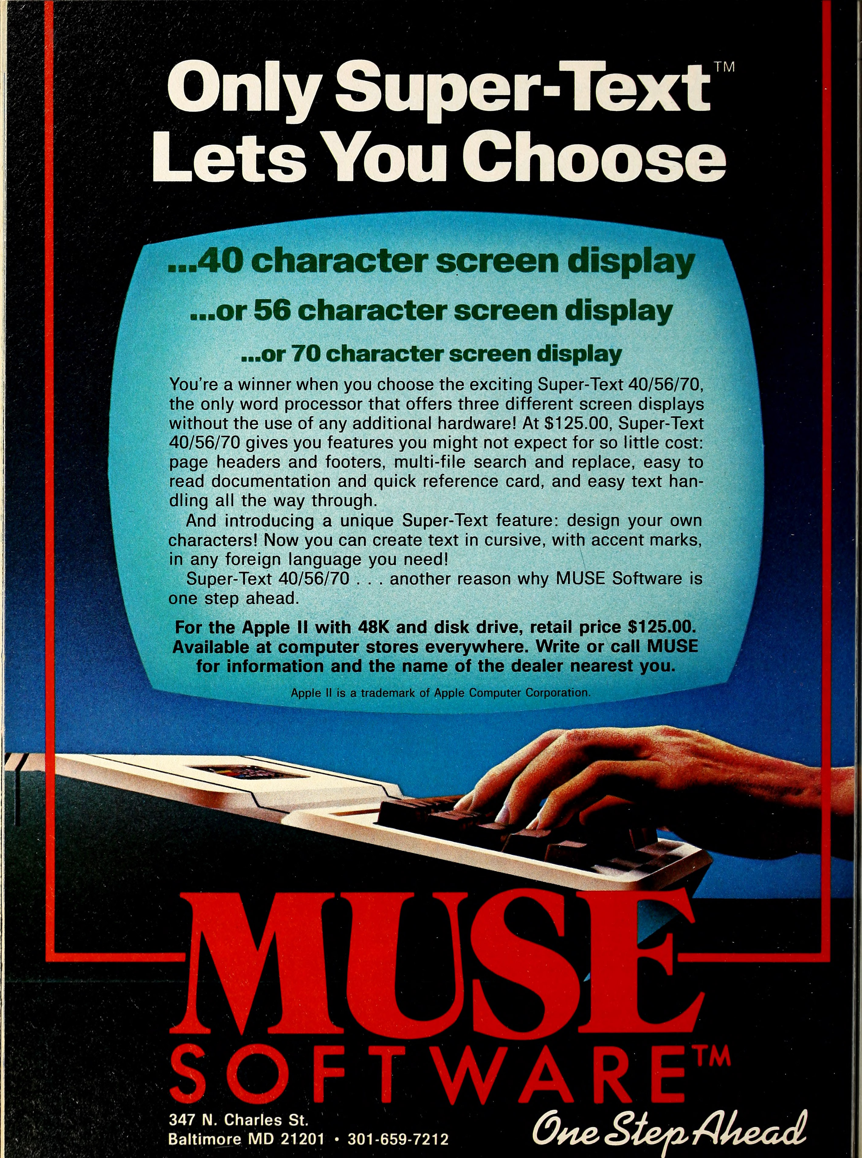 Only Super-Text™
Lets You Choose
...40 character screen display
...or 56 character screen display
...or 70 character screen display
You're a winner when you choose the exciting Super-Text 40/56/70,
the only word processor that offers three different screen displays
without the use of any additional hardware! At $125.00, Super-Text
40/56/70 gives you features you might not expect for so little cost:
page headers and footers, multi-file search and replace, easy to
read documentation and quick reference card, and easy text han-
dling all the way through.
And introducing a unique Super-Text feature: design your own
characters! Now you can create text in cursive, with accent marks,
in any foreign language you need!
Super-Text 40/56/70 . . . another reason why MUSE Software is
one step ahead.
For the Apple II with 48K and disk drive, retail price $125.00.
Available at computer stores everywhere. Write or call MUSE
for information and the name of the dealer nearest you.
Apple II is a trademark of Apple Computer Corporation.
MUSE
SOFTWARE™
347 N. Charles St.
Baltimore MD 21201 • 301-659-7212
One Step Ahead